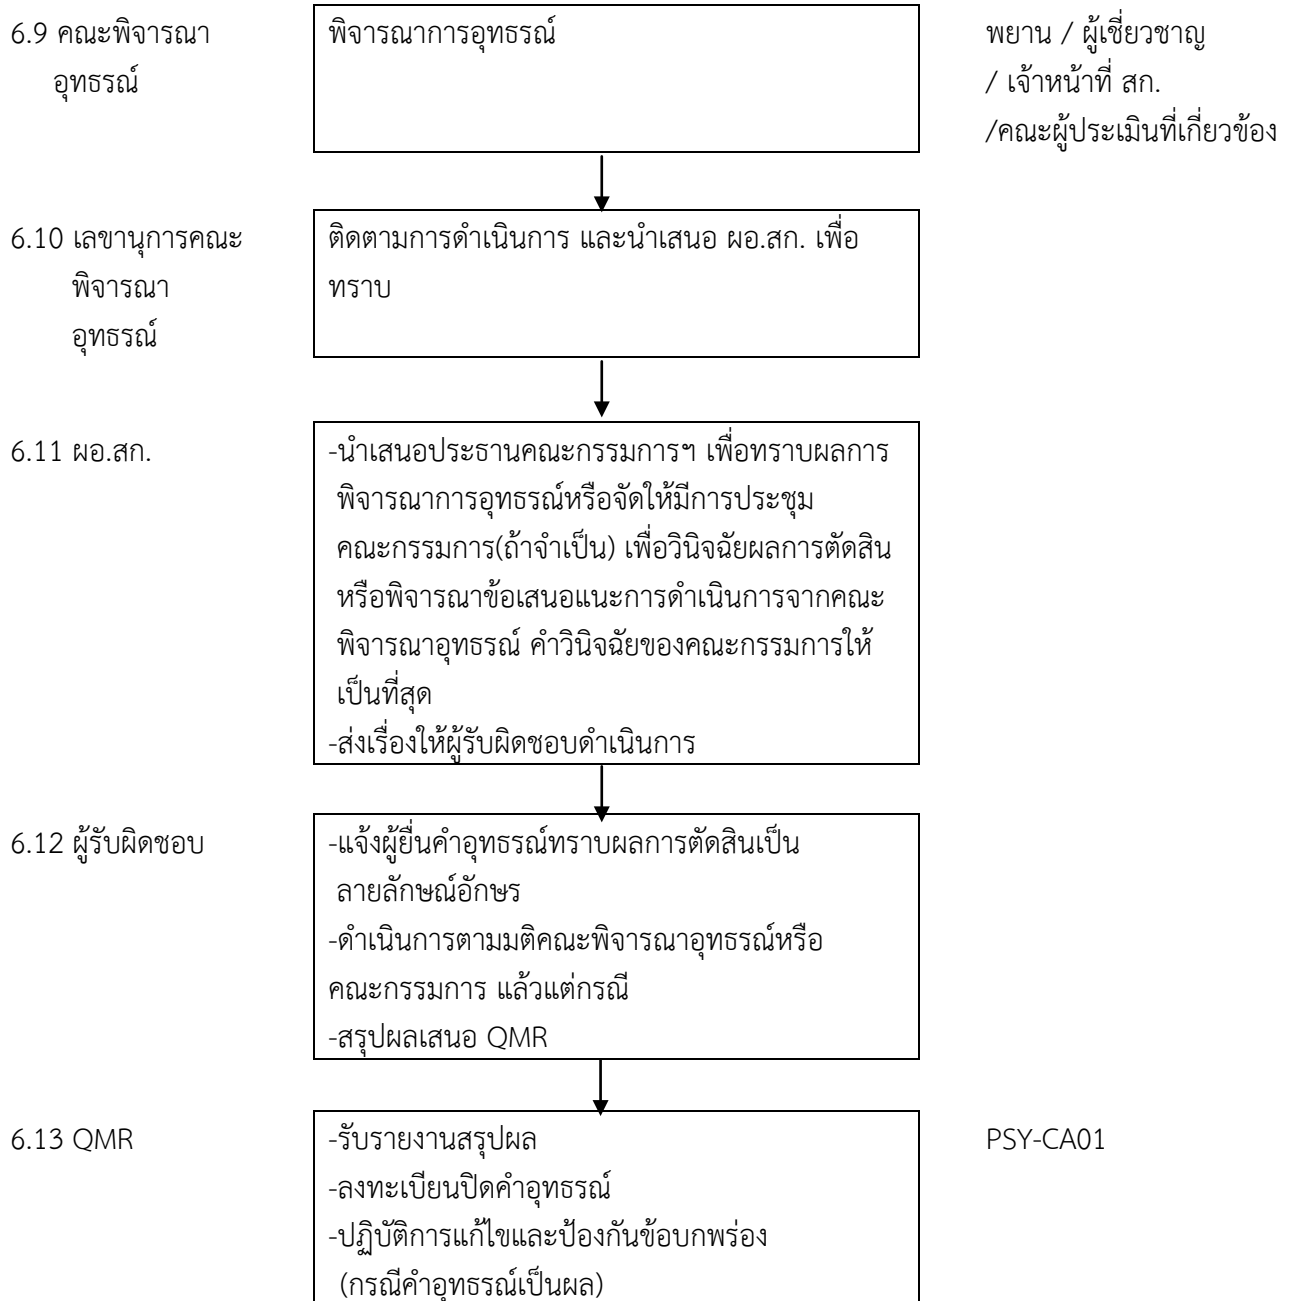 6.9 คณะพิจารณา
อุทธรณ์
พิจารณาการอุทธรณ์
พยาน / ผู้เชี่ยวชาญ
/ เจ้าหน้าที่ สก.
/คณะผู้ประเมินที่เกี่ยวข้อง
6.10 เลขานุการคณะ
พิจารณา
อุทธรณ์
ติดตามการดำเนินการ และนำเสนอ ผอ.สก. เพื่อ
ทราบ
6.11 ผอ.สก.
-นำเสนอประธานคณะกรรมการฯ เพื่อทราบผลการ
พิจารณาการอุทธรณ์หรือจัดให้มีการประชุม
คณะกรรมการ(ถ้าจำเป็น) เพื่อวินิจฉัยผลการตัดสิน
หรือพิจารณาข้อเสนอแนะการดำเนินการจากคณะ
พิจารณาอุทธรณ์ คำวินิจฉัยของคณะกรรมการให้
เป็นที่สุด
-ส่งเรื่องให้ผู้รับผิดชอบดำเนินการ
6.12 ผู้รับผิดชอบ
-แจ้งผู้ยื่นคำอุทธรณ์ทราบผลการตัดสินเป็น
ลายลักษณ์อักษร
-ดำเนินการตามมติคณะพิจารณาอุทธรณ์หรือ
คณะกรรมการ แล้วแต่กรณี
-สรุปผลเสนอ QMR
6.13 QMR
-รับรายงานสรุปผล
-ลงทะเบียนปิดคำอุทธรณ์
-ปฏิบัติการแก้ไขและป้องกันข้อบกพร่อง
(กรณีคำอุทธรณ์เป็นผล)
PSY-CA01